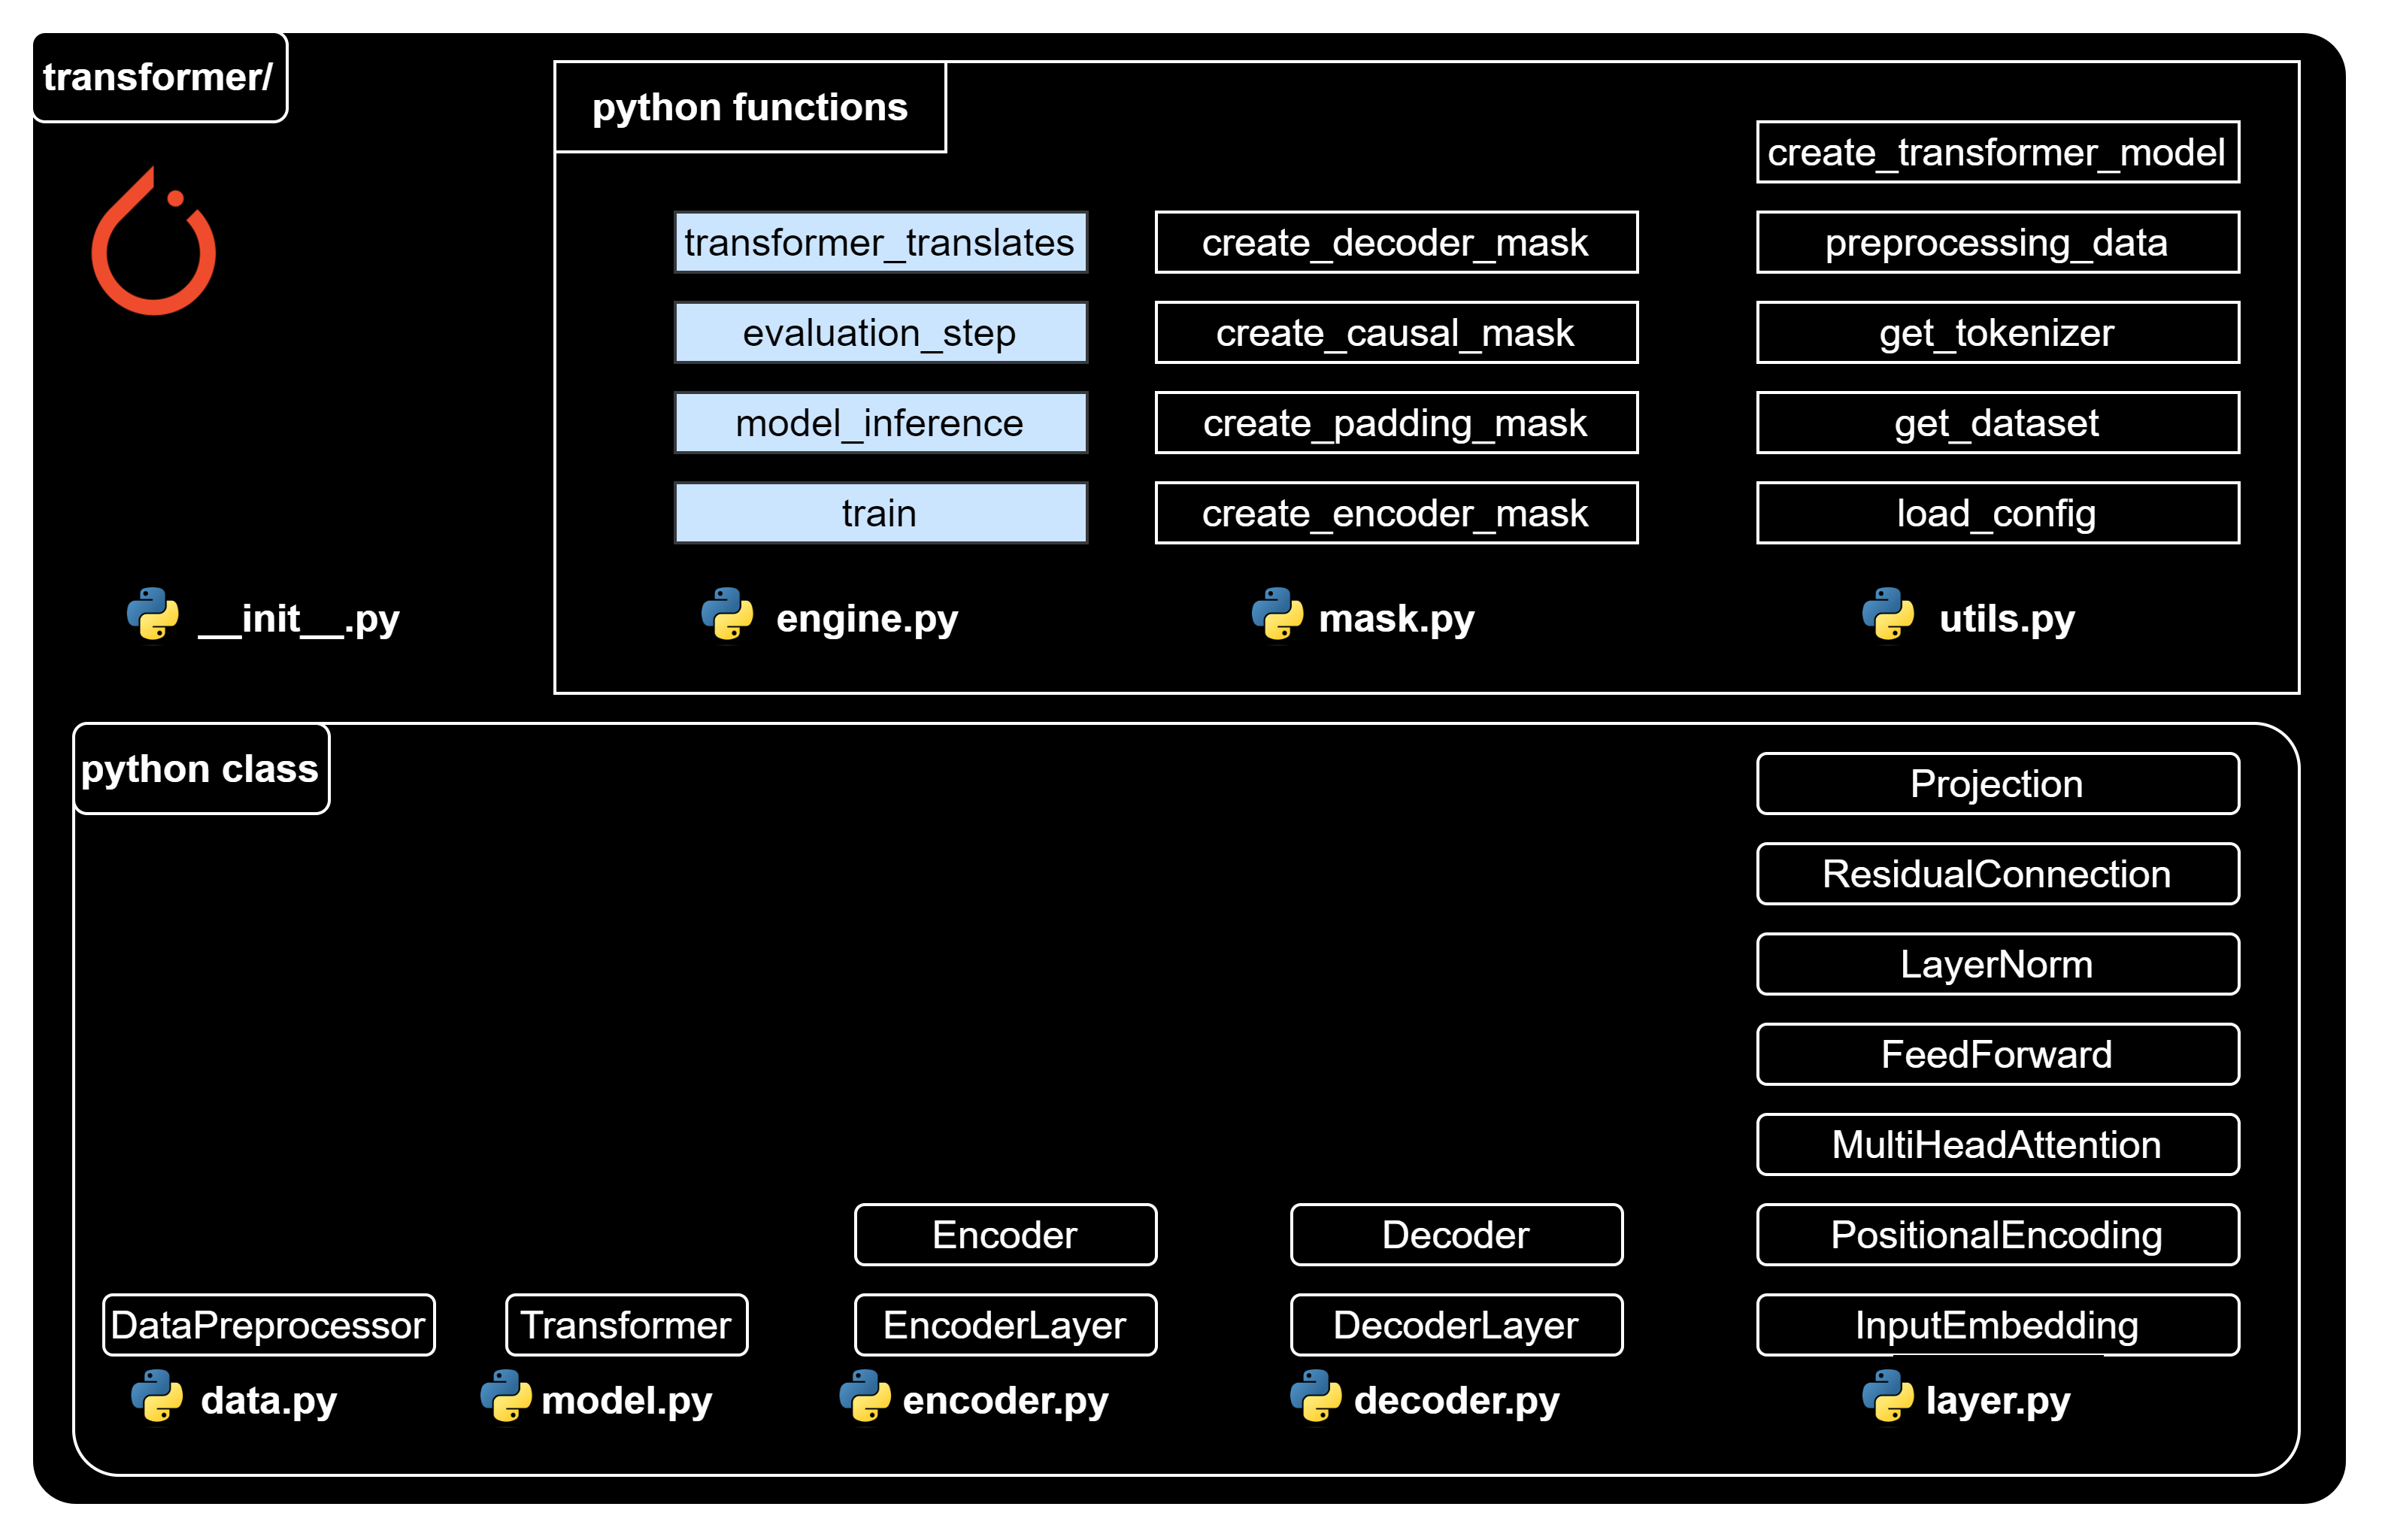 transformer/
python functions
create_transformer_model
transformer_translates
create_decoder_mask
preprocessing_data
evaluation_step
create_causal_mask
get_tokenizer
model_inference
create_padding_mask
get_dataset
train
create_encoder_mask
load_config
__init__.py
engine.py
mask.py
utils.py
python class
Projection
ResidualConnection
LayerNorm
FeedForward
MultiHeadAttention
Encoder
Decoder
PositionalEncoding
DataPreprocessor
Transformer
EncoderLayer
DecoderLayer
InputEmbedding
data.py
model.py
encoder.py
decoder.py
layer.py